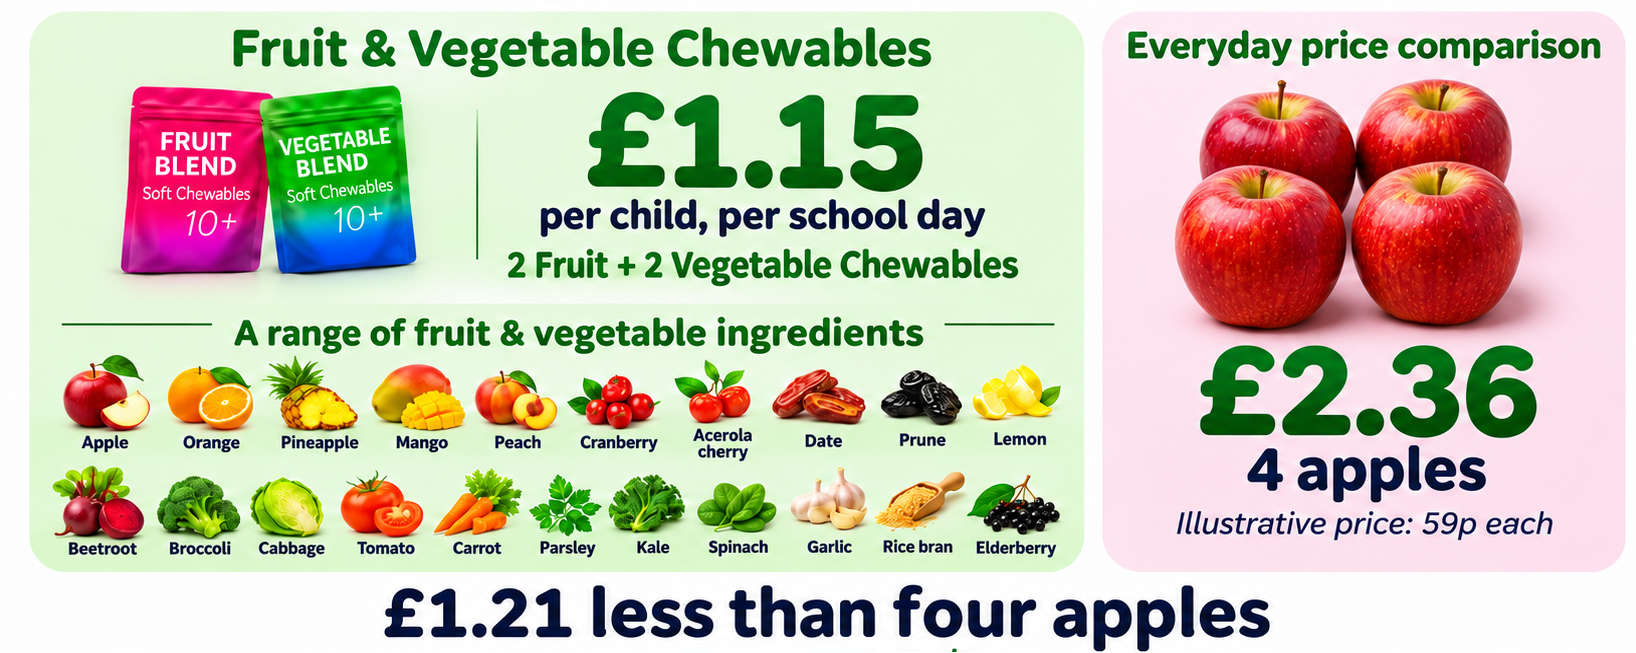 Fruit & Vegetable Chewables
FRUIT
BLEND
Soft Chewables
10+
VEGETABLE
BLEND
Soft Chewables
10+
£1.15
per child, per school day
2 Fruit + 2 Vegetable Chewables
A range of fruit & vegetable ingredients
Apple
Orange
Pineapple
Mango
Peach
Cranberry
Acerola
cherry
Date
Prune
Lemon
Beetroot
Broccoli
Cabbage
Tomato
Carrot
Parsley
Kale
Spinach
Garlic
Rice bran
Elderberry
Everyday price comparison
£2.36
4 apples
Illustrative price: 59p each
£1.21 less than four apples